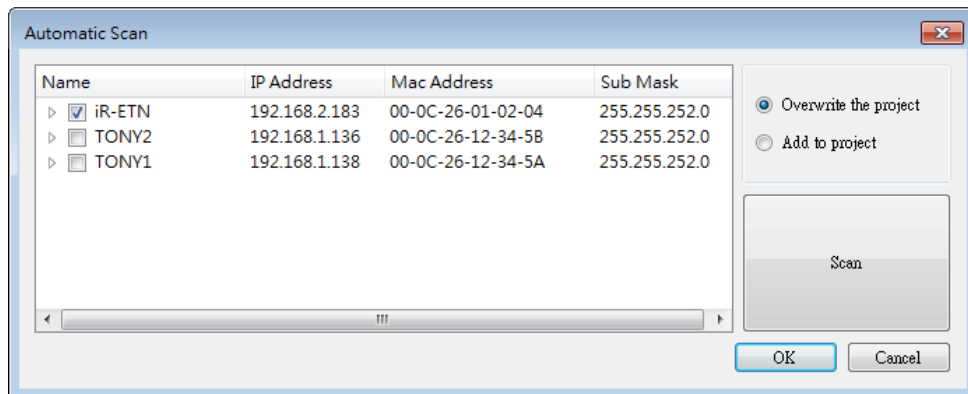 Automatic Scan
Name IP Address Mac Address Sub Mask
iR-ETN 192.168.2.183 00-0C-26-01-02-04 255.255.252.0
TONY2 192.168.1.136 00-0C-26-12-34-5B 255.255.252.0
TONY1 192.168.1.138 00-0C-26-12-34-5A 255.255.252.0
Overwrite the project
Add to project
Scan
OK Cancel